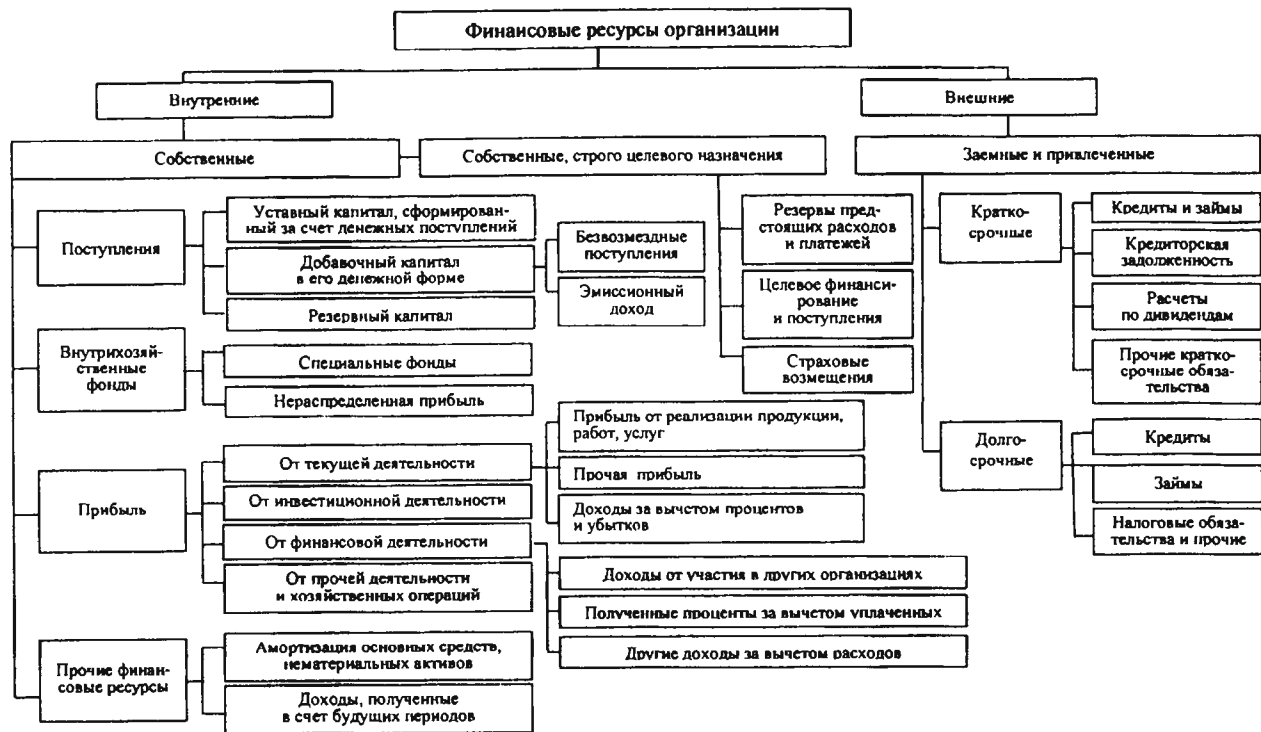 Финансовые ресурсы организации
Внутренние
Внешние
Собственные
Собственные, строго целевого назначения
Заемные и привлеченные
Поступления
Уставный капитал, сформирован-
ный за счет денежных поступлений
Добавочный капитал
в его денежной форме
Резервный капитал
Безвозмездные
поступления
Эмиссионный
доход
Резервы пред-
стоящих расходов
и платежей
Целевое финанси-
рование
и поступления
Страховые
возмещения
Кратко-
срочные
Кредиты и займы
Кредиторская
задолженность
Расчеты
по дивидендам
Прочие кратко-
срочные обяза-
тельства
Внутрихозяй-
ственные
фонды
Специальные фонды
Нераспределенная прибыль
Прибыль
От текущей деятельности
От инвестиционной деятельности
От финансовой деятельности
От прочей деятельности
и хозяйственных операций
Прибыль от реализации продукции,
работ, услуг
Прочая прибыль
Доходы за вычетом процентов
и убытков
Доходы от участия в других организациях
Полученные проценты за вычетом уплаченных
Другие доходы за вычетом расходов
Долго-
срочные
Кредиты
Займы
Налоговые обяза-
тельства и прочие
Прочие финан-
совые ресурсы
Амортизация основных средств,
нематериальных активов
Доходы, полученные
в счет будущих периодов